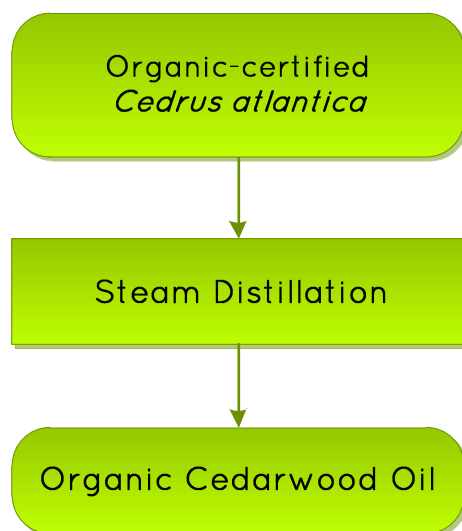 Organic-certified
Cedrus atlantica
Steam Distillation
Organic Cedarwood Oil